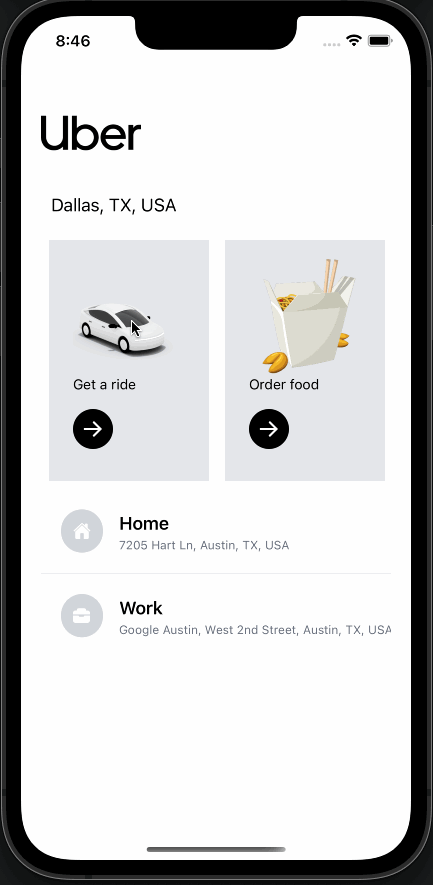 8:46
Uber
Dallas, TX, USA
Get a ride
Order food
Home
7205 Hart Ln, Austin, TX, USA
Work
Google Austin, West 2nd Street, Austin, TX, USA